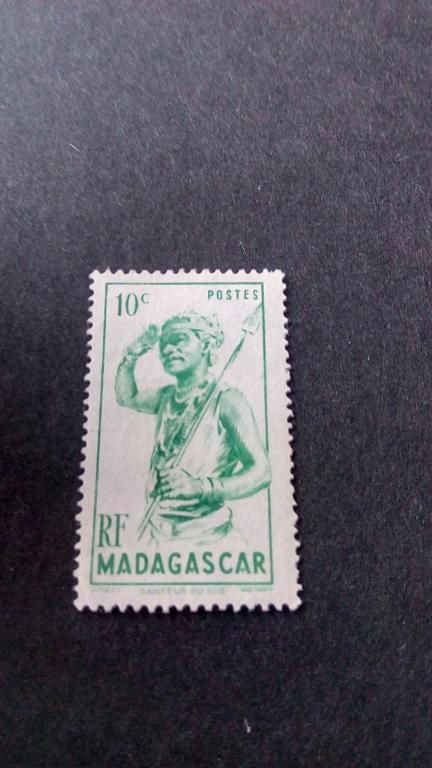 10c POSTES
RF
MADAGASCAR
DANSEUR DU SUD